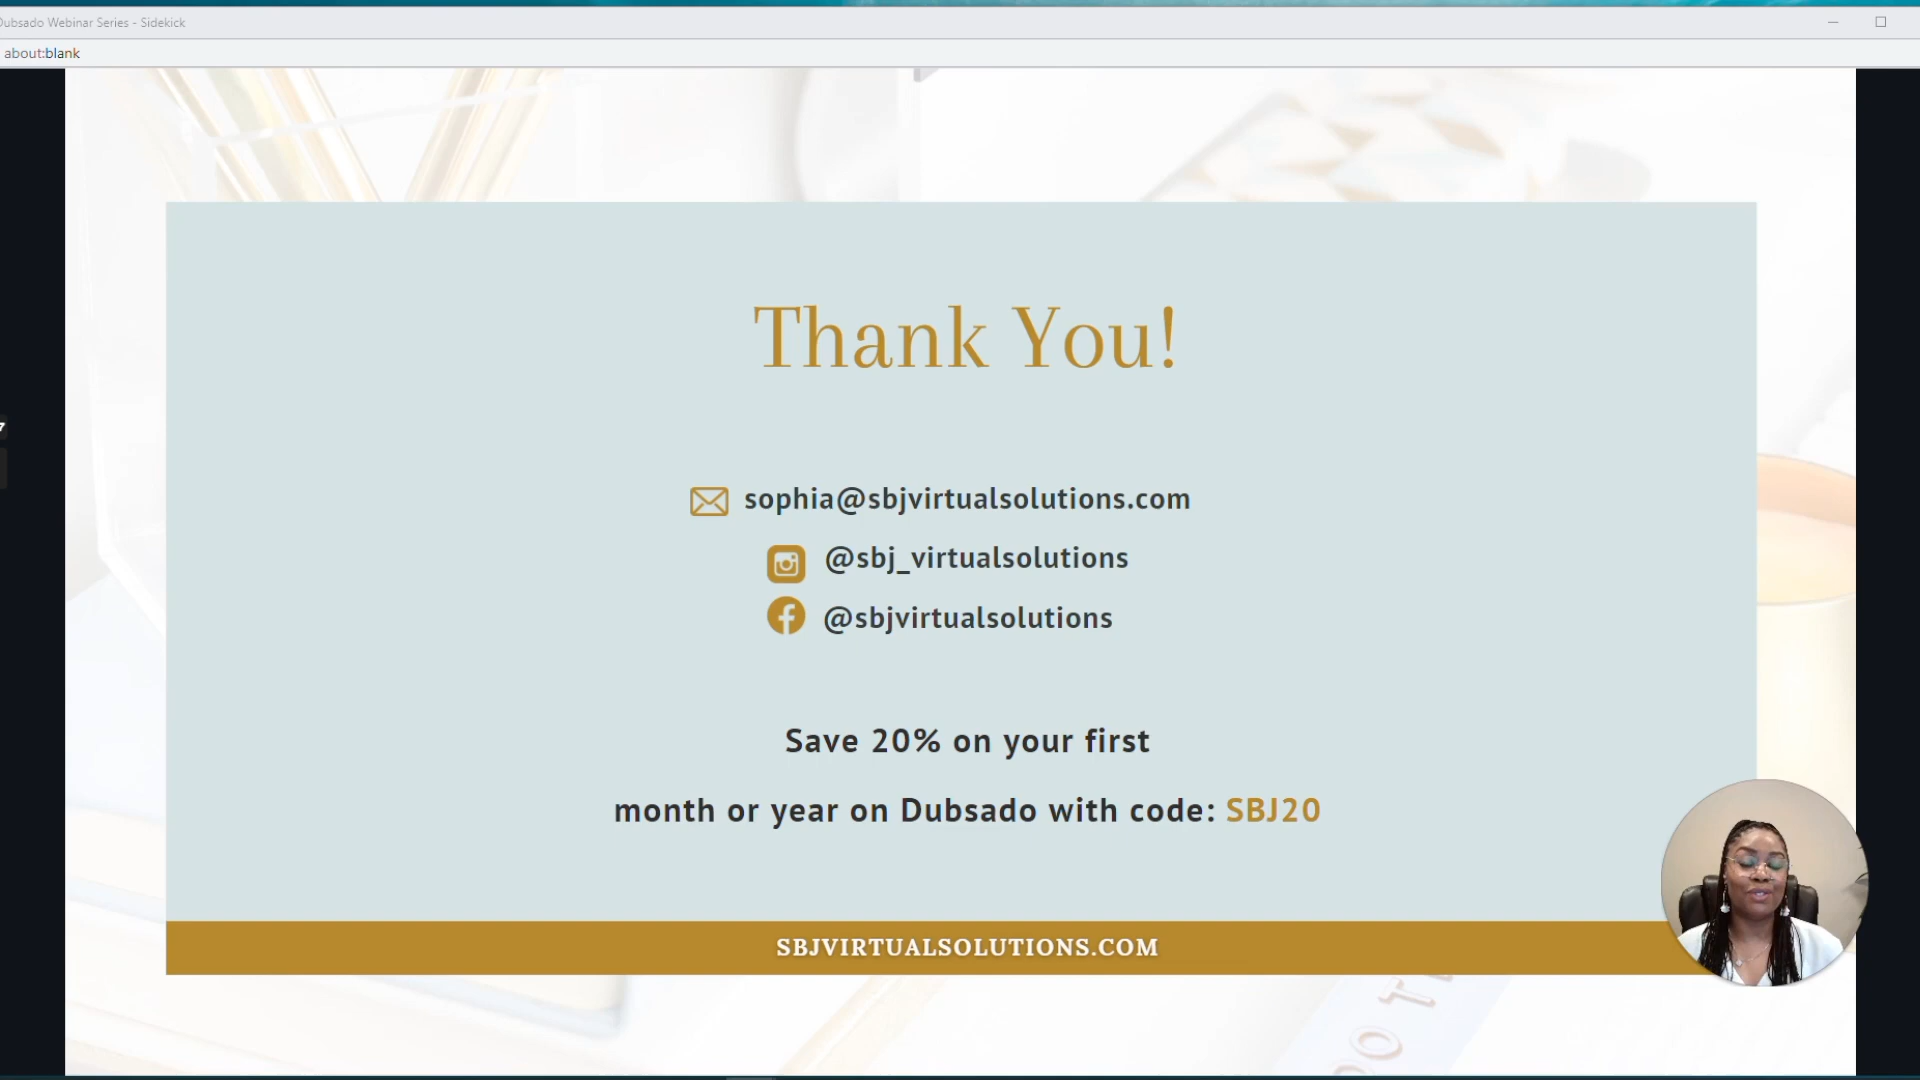 Dubsado Webinar Series - Sidekick
about:blank
Thank You!
sophia@sbjvirtualsolutions.com
@sbj_virtualsolutions
@sbjvirtualsolutions
Save 20% on your first
month or year on Dubsado with code: SBJ20
SBJVIRTUALSOLUTIONS.COM